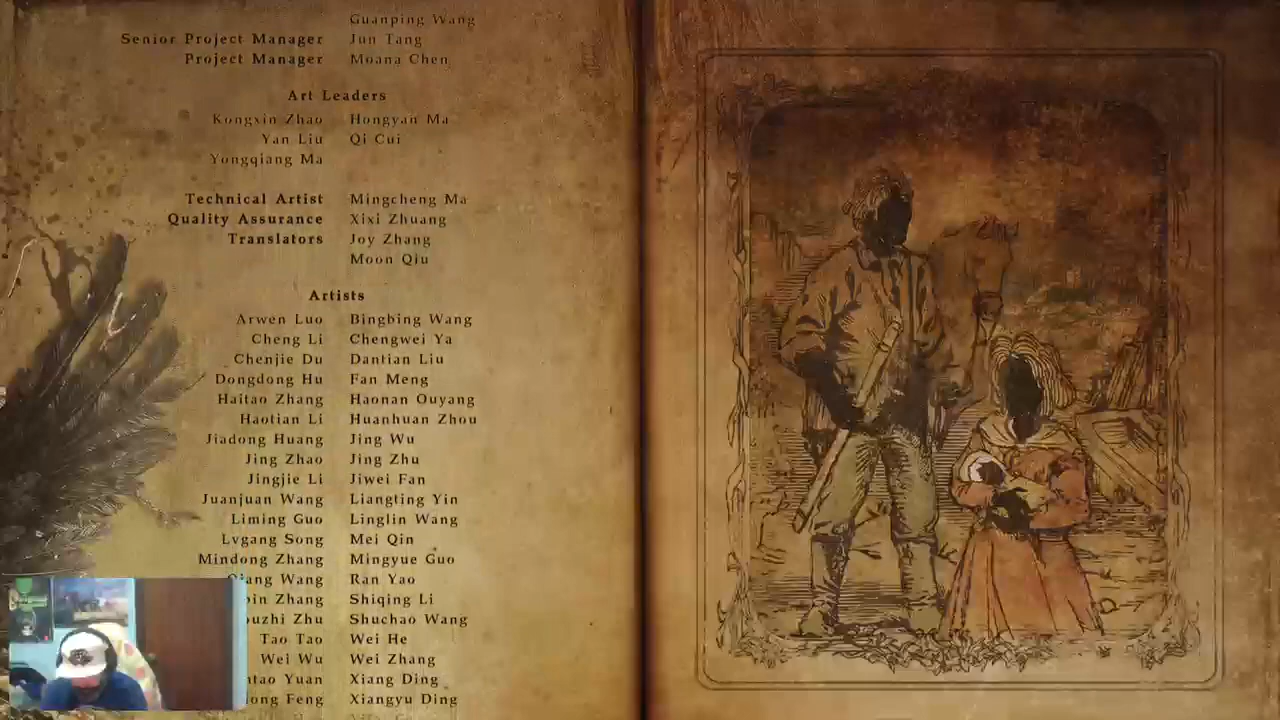 Guanping Wang
Senior Project Manager Jun Tang
Project Manager Moana Chen
Art Leaders
Kongxin Zhao Hongyan Ma
Yan Liu Qi Cui
Yongqiang Ma
Technical Artist Mingcheng Ma
Quality Assurance Xixi Zhuang
Translators Joy Zhang
Moon Qiu
Artists
Arwen Luo Bingbing Wang
Cheng Li Chengwei Ya
Chenjie Du Dantian Liu
Dongdong Hu Fan Meng
Haitao Zhang Haonan Ouyang
Haotian Li Huanhuan Zhou
Jiadong Huang Jing Wu
Jing Zhao Jing Zhu
Jingjie Li Jiwei Fan
Juanjuan Wang Liangting Yin
Liming Guo Linglin Wang
Lvgang Song Mei Qin
Mindong Zhang Mingyue Guo
Wang Ran Yao
Zhang Shiqing Li
Zhu Shuchao Wang
Tao Tao Wei He
Wei Wu Wei Zhang
Yuan Xiang Ding
Feng Xiangyu Ding